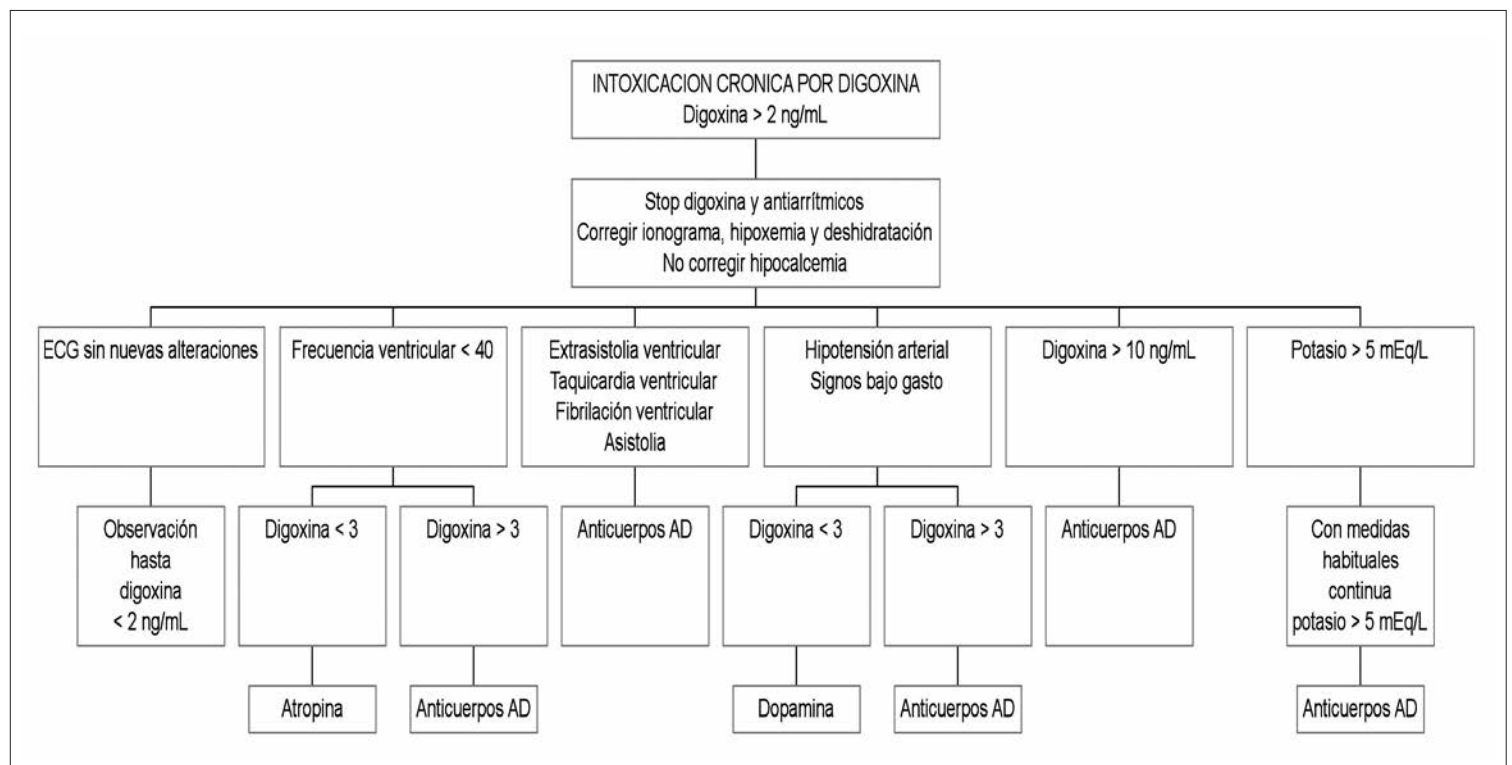 INTOXICACION CRONICA POR DIGOXINA
Digoxina > 2 ng/mL
Stop digoxina y antiarrítmicos
Corregir ionograma, hipoxemia y deshidratación
No corregir hipocalcemia
ECG sin nuevas alteraciones
Frecuencia ventricular < 40
Extrasistolia ventricular
Taquicardia ventricular
Fibrilación ventricular
Asistolia
Hipotensión arterial
Signos bajo gasto
Digoxina > 10 ng/mL
Potasio > 5 mEq/L
Observación
hasta
digoxina
< 2 ng/mL
Digoxina < 3
Digoxina > 3
Anticuerpos AD
Digoxina < 3
Digoxina > 3
Anticuerpos AD
Con medidas
habituales
continua
potasio > 5 mEq/L
Atropina
Anticuerpos AD
Dopamina
Anticuerpos AD
Anticuerpos AD